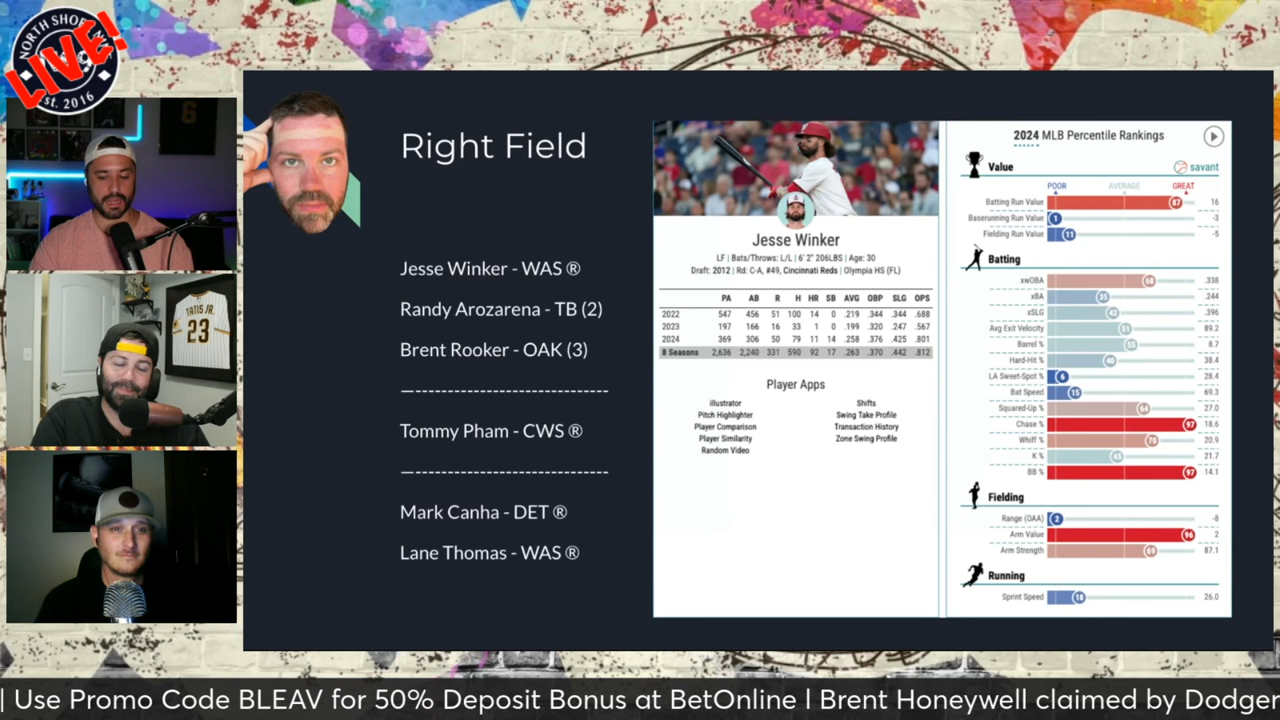 NORTH SHORE
LIVE!
EST. 2016
6
TATIS JR.
23
Right Field
Jesse Winker - WAS ®
Randy Arozarena - TB (2)
Brent Rooker - OAK (3)
—------------------------------
Tommy Pham - CWS ®
—------------------------------
Mark Canha - DET ®
Lane Thomas - WAS ®
Jesse Winker
LF | Bats/Throws: L/L | 6' 2" 206LBS | Age: 30
Draft: 2012 | Rd: C-A, #49, Cincinnati Reds | Olympia HS (FL)
PA AB R H HR SB AVG OBP SLG OPS
2022 547 456 51 100 14 0 .219 .344 .344 .688
2023 197 166 16 33 1 0 .199 .320 .247 .567
2024 369 306 50 79 11 14 .258 .376 .425 .801
8 Seasons 2,636 2,240 331 590 92 17 .263 .370 .442 .812
Player Apps
illustrator Shifts
Pitch Highlighter Swing Take Profile
Player Comparison Transaction History
Player Similarity Zone Swing Profile
Random Video
2024 MLB Percentile Rankings
Value savant
POOR AVERAGE GREAT
Batting Run Value 87 16
Baserunning Run Value 1 -3
Fielding Run Value 11 -5
Batting
xwOBA 68 .338
xBA 35 .244
xSLG 42 .396
Avg Exit Velocity 51 89.2
Barrel % 55 8.7
Hard-Hit % 40 38.4
LA Sweet-Spot % 6 28.4
Bat Speed 15 69.3
Squared-Up % 64 27.0
Chase % 97 18.6
Whiff % 70 20.9
K % 45 21.7
BB % 97 14.1
Fielding
Range (OAA) 2 -8
Arm Value 96 2
Arm Strength 69 87.1
Running
Sprint Speed 18 26.0
| Use Promo Code BLEAV for 50% Deposit Bonus at BetOnline | Brent Honeywell claimed by Dodger